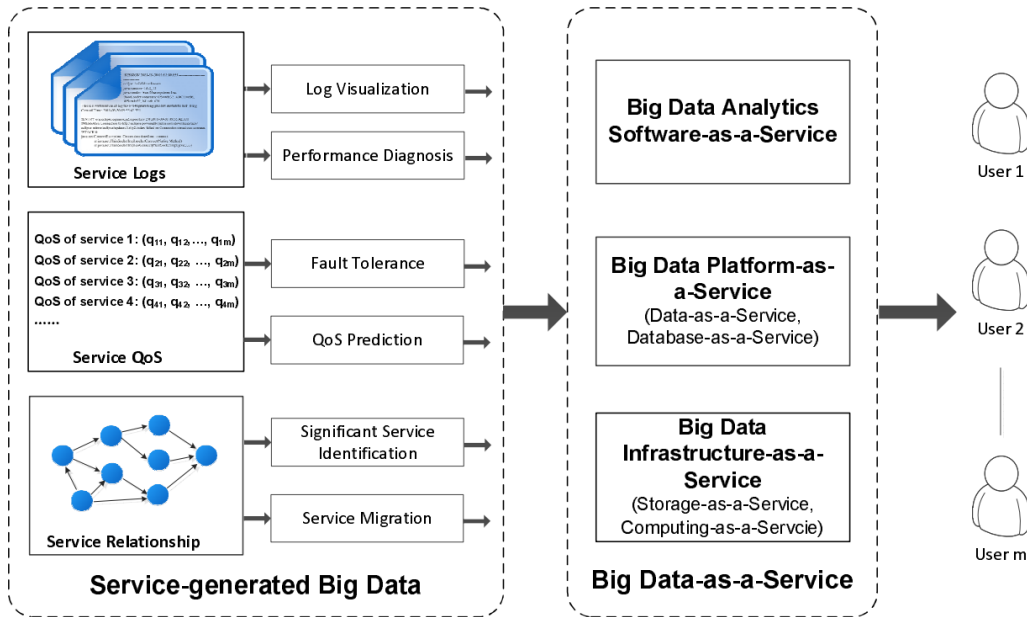 Service Logs
Log Visualization
Performance Diagnosis
QoS of service 1: (q11, q12,..., q1m)
QoS of service 2: (q21, q22, ..., q2m)
QoS of service 3: (q31, q32, ..., q3m)
QoS of service 4: (q41, q42, ..., q4m)
......
Service QoS
Fault Tolerance
QoS Prediction
Service Relationship
Significant Service
Identification
Service Migration
Service-generated Big Data
Big Data Analytics
Software-as-a-Service
Big Data Platform-as-
a-Service
(Data-as-a-Service,
Database-as-a-Service)
Big Data
Infrastructure-as-a-
Service
(Storage-as-a-Service,
Computing-as-a-Servcie)
Big Data-as-a-Service
User 1
User 2
User m